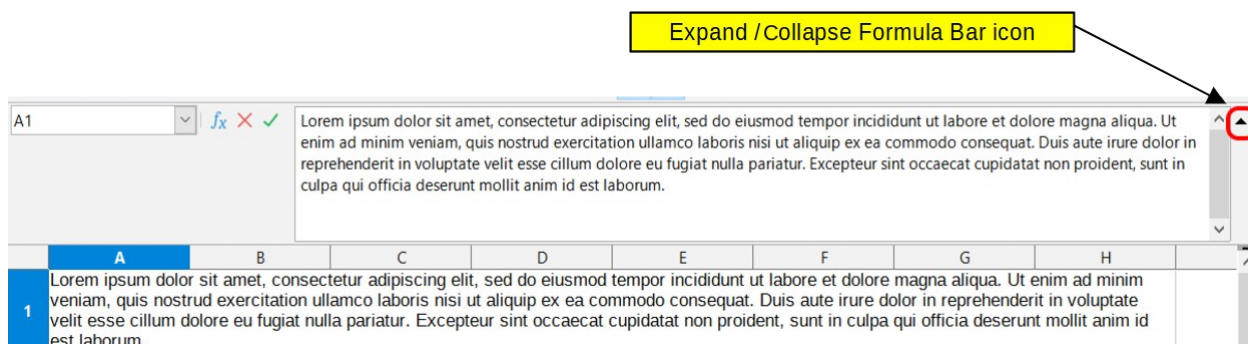 Expand / Collapse Formula Bar icon
A1
fx
Lorem ipsum dolor sit amet, consectetur adipiscing elit, sed do eiusmod tempor incididunt ut labore et dolore magna aliqua. Ut
enim ad minim veniam, quis nostrud exercitation ullamco laboris nisi ut aliquip ex ea commodo consequat. Duis aute irure dolor in
reprehenderit in voluptate velit esse cillum dolore eu fugiat nulla pariatur. Excepteur sint occaecat cupidatat non proident, sunt in
culpa qui officia deserunt mollit anim id est laborum.
A B C D E F G H
Lorem ipsum dolor sit amet, consectetur adipiscing elit, sed do eiusmod tempor incididunt ut labore et dolore magna aliqua. Ut enim ad minim
1 veniam, quis nostrud exercitation ullamco laboris nisi ut aliquip ex ea commodo consequat. Duis aute irure dolor in reprehenderit in voluptate
velit esse cillum dolore eu fugiat nulla pariatur. Excepteur sint occaecat cupidatat non proident, sunt in culpa qui officia deserunt mollit anim id
est laborum.